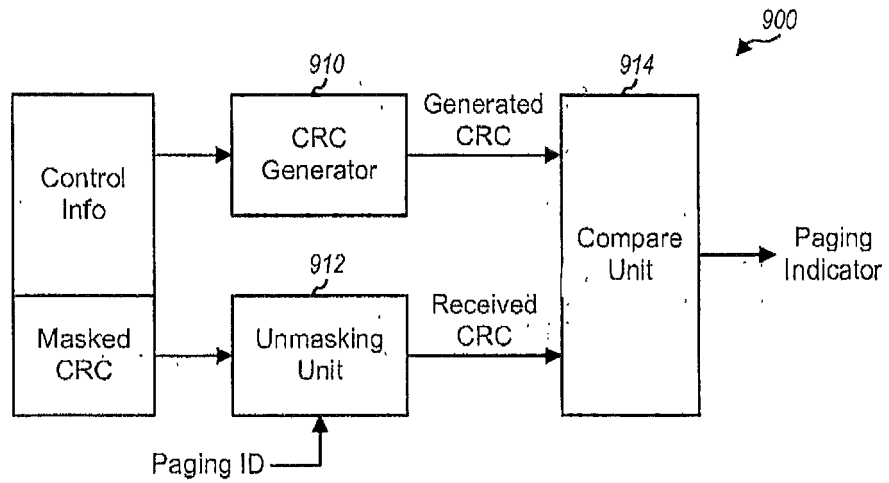 900
910
914
Generated
CRC
CRC
Generator
Control
Info
Compare
Unit
Paging
Indicator
912
Received
CRC
Masked
CRC
Unmasking
Unit
Paging ID